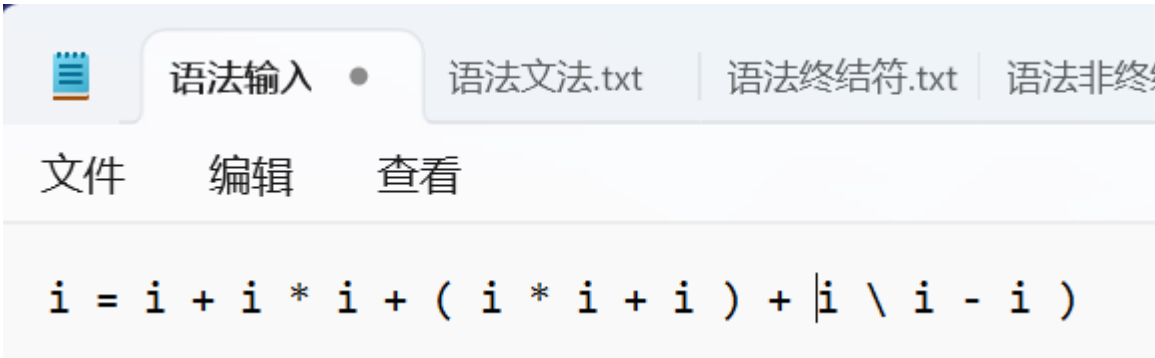 语法输入 语法文法.txt 语法终结符.txt 语法非终
文件 编辑 查看
i = i + i * i + ( i * i + i ) + i \ i - i )